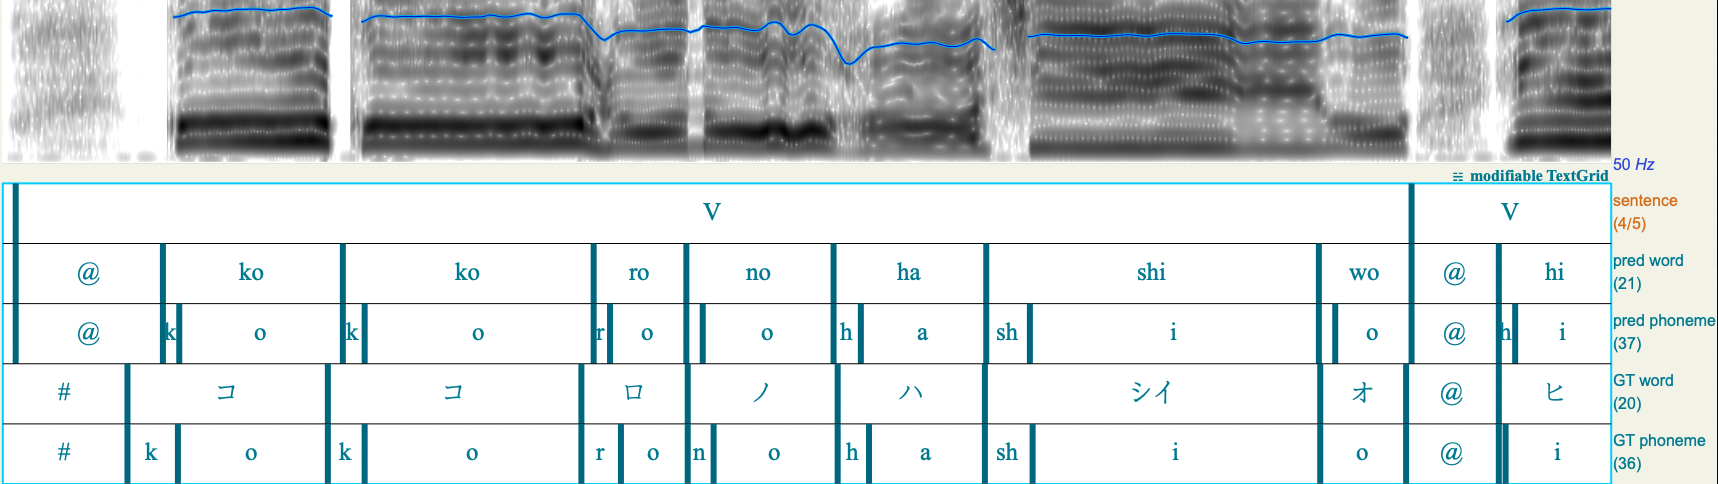 50 Hz
☵ modifiable TextGrid
V V sentence (4/5)
@ ko ko ro no ha shi wo @ hi pred word (21)
@ k o k o r o o h a sh i o @ h i pred phoneme (37)
# コ コ ロ ノ ハ シイ オ @ ヒ GT word (20)
# k o k o r o n o h a sh i o @ i GT phoneme (36)